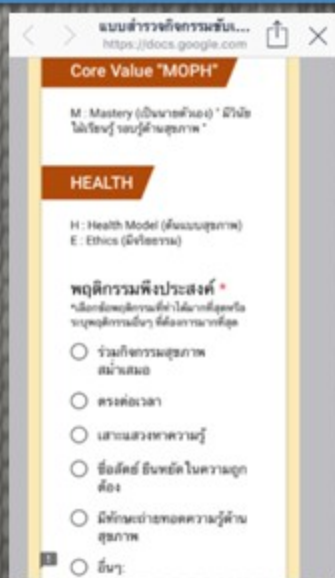 แบบสำรวจกิจกรรมขับเ...
https://docs.google.com
Core Value "MOPH"
M : Mastery (เป็นนายตัวเอง) " มีวินัย
ใฝ่เรียนรู้ รอบรู้ด้านสุขภาพ "
HEALTH
H : Health Model (ต้นแบบสุขภาพ)
E : Ethics (มีจริยธรรม)
พฤติกรรมพึงประสงค์ *
*เลือกข้อพฤติกรรมที่ทำได้มากที่สุดหรือ
ระบุพฤติกรรมอื่นๆ ที่ต้องการมากที่สุด
ร่วมกิจกรรมสุขภาพ
สม่ำเสมอ
ตรงต่อเวลา
เสาะแสวงหาความรู้
ซื่อสัตย์ ยืนหยัดในความถูก
ต้อง
มีทักษะถ่ายทอดความรู้ด้าน
สุขภาพ
อื่นๆ: